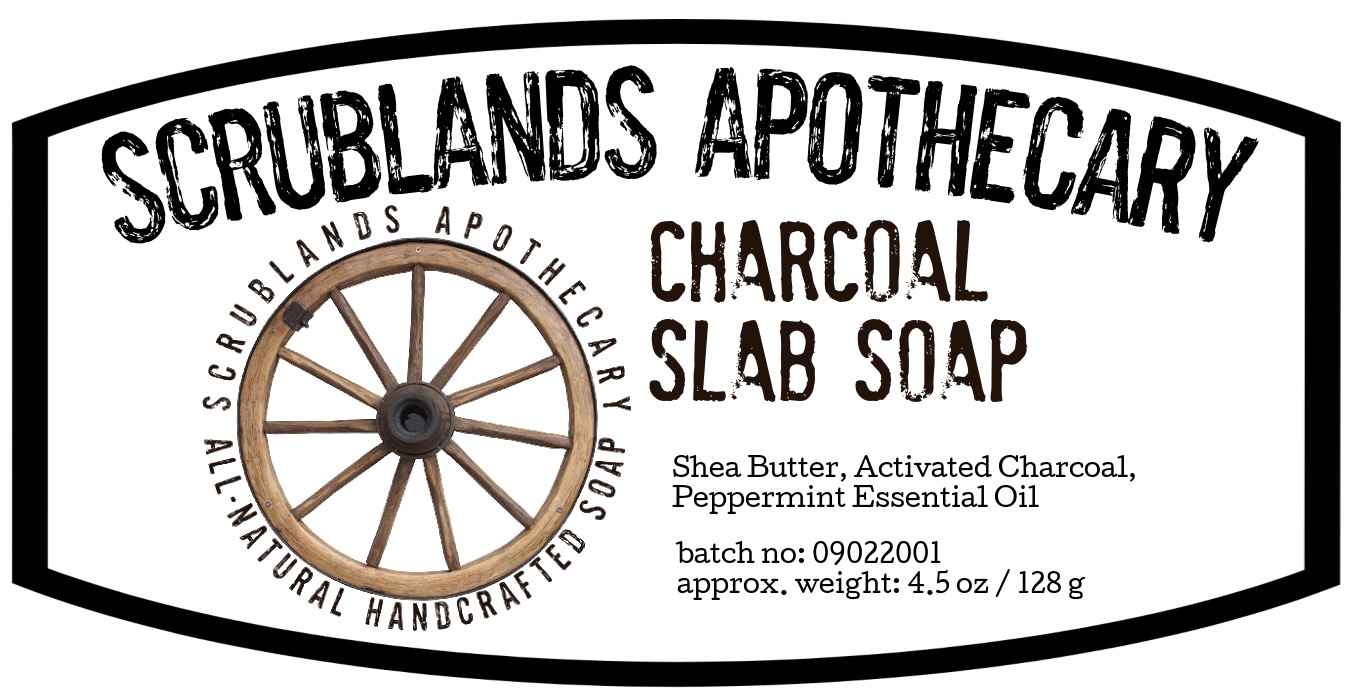 SCRUBLANDS APOTHECARY
SCRUBLANDS APOTHECARY
ALL-NATURAL HANDCRAFTED SOAP
CHARCOAL
SLAB SOAP
Shea Butter, Activated Charcoal,
Peppermint Essential Oil
batch no: 09022001
approx. weight: 4.5 oz / 128 g